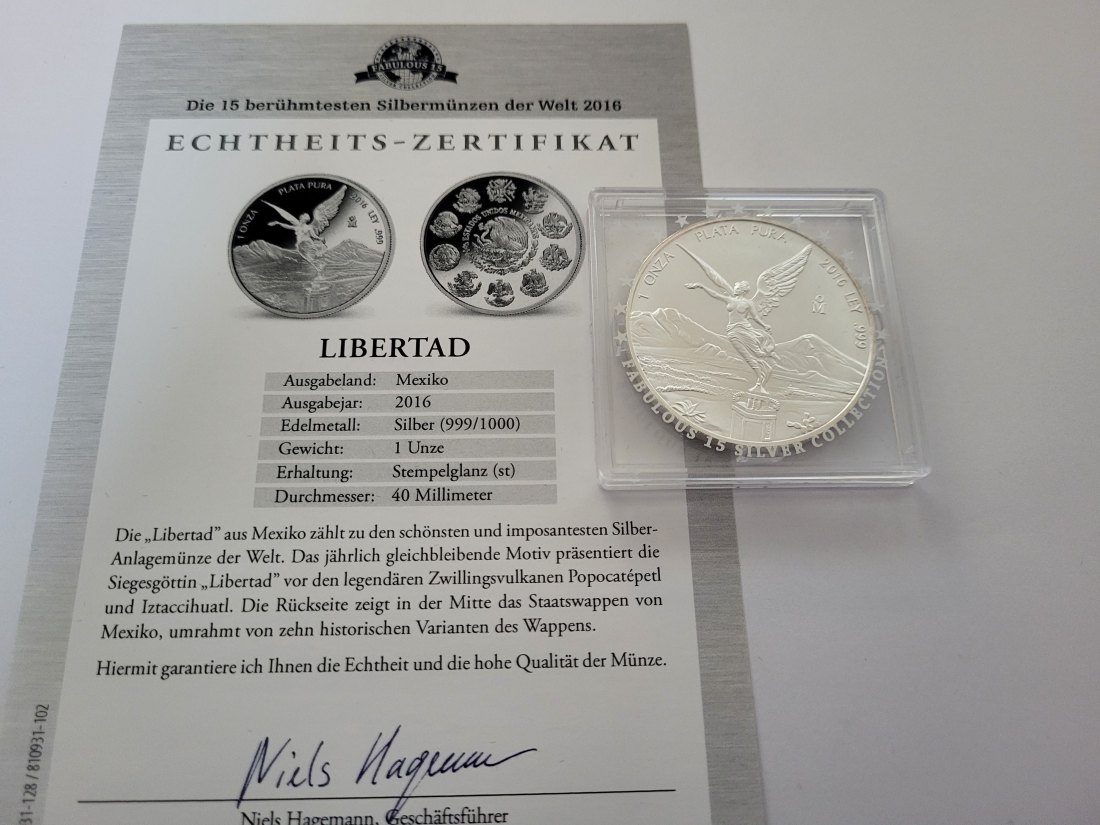 FABULOUS 15
SILVER COLLECTION
Die 15 berühmtesten Silbermünzen der Welt 2016
ECHTHEITS-ZERTIFIKAT
1 ONZA PLATA PURA 2016 LEY .999
ESTADOS UNIDOS MEXICANOS
LIBERTAD
Ausgabeland: Mexiko
Ausgabejar: 2016
Edelmetall: Silber (999/1000)
Gewicht: 1 Unze
Erhaltung: Stempelglanz (st)
Durchmesser: 40 Millimeter
Die „Libertad” aus Mexiko zählt zu den schönsten und imposantesten Silber-
Anlagemünze der Welt. Das jährlich gleichbleibende Motiv präsentiert die
Siegesgöttin „Libertad” vor den legendären Zwillingsvulkanen Popocatépetl
und Iztaccihuatl. Die Rückseite zeigt in der Mitte das Staatswappen von
Mexiko, umrahmt von zehn historischen Varianten des Wappens.
Hiermit garantiere ich Ihnen die Echtheit und die hohe Qualität der Münze.
Niels Hagemann
Niels Hagemann, Geschäftsführer
31-128 / 810931-102
1 ONZA PLATA PURA 2016 LEY .999
FABULOUS 15 SILVER COLLECTION